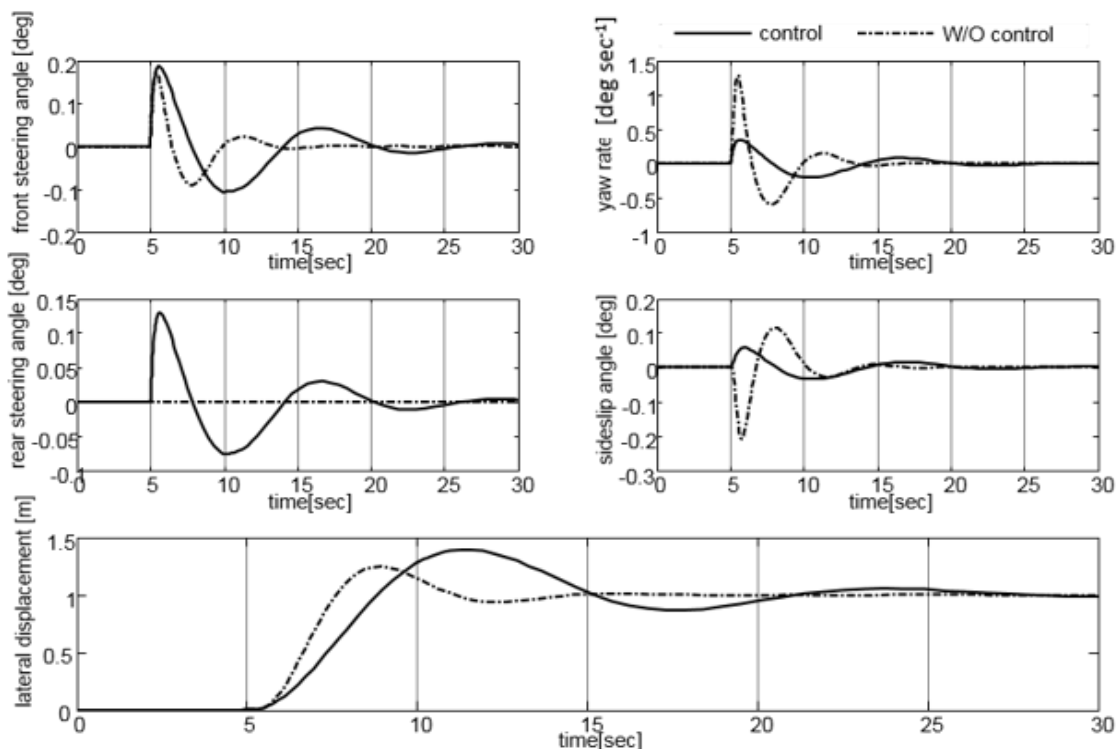 control W/O control
front steering angle [deg]
0.2
0.1
0
-0.1
-0.2
0 5 10 15 20 25 30
time[sec]
yaw rate [deg sec⁻¹]
1.5
1
0.5
0
-0.5
-1
0 5 10 15 20 25 30
time[sec]
rear steering angle [deg]
0.15
0.1
0.05
0
-0.05
-0.1
0 5 10 15 20 25 30
time[sec]
sideslip angle [deg]
0.2
0.1
0
-0.1
-0.2
-0.3
0 5 10 15 20 25 30
time[sec]
lateral displacement [m]
1.5
1
0.5
0
0 5 10 15 20 25 30
time[sec]